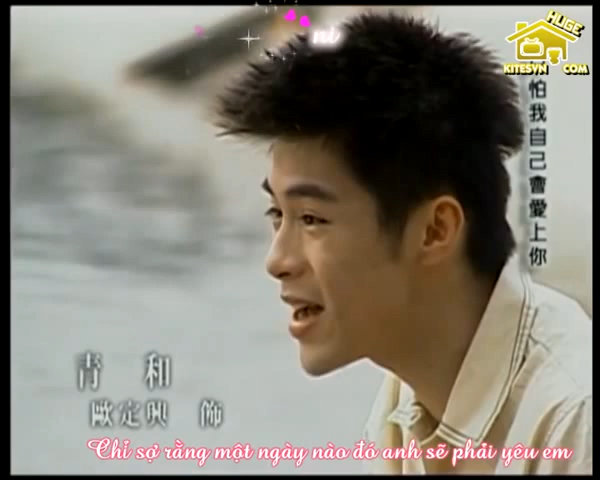 HUGE
KITESVN COM
ni
怕我自己會愛上你
青和
歐定興 飾
Chỉ sợ rằng một ngày nào đó anh sẽ phải yêu em